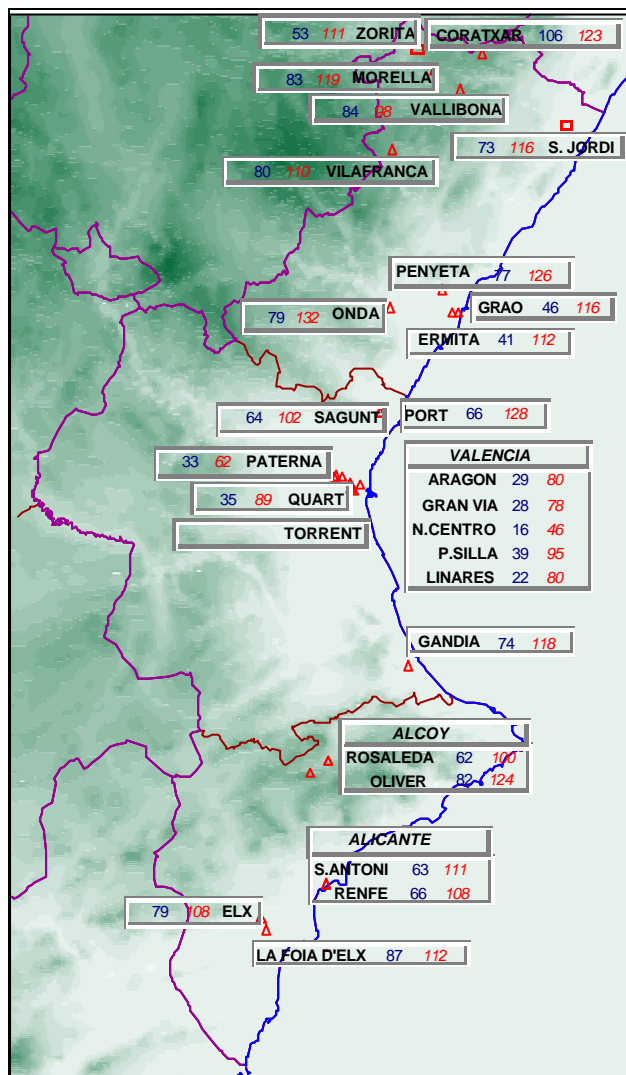 53 111 ZORITA
CORATXAR 106 123
83 119 MORELLA
84 98 VALLIBONA
73 116 S. JORDI
80 110 VILAFRANCA
PENYETA 77 126
79 132 ONDA
GRAO 46 116
ERMITA 41 112
64 102 SAGUNT
PORT 66 128
33 62 PATERNA
35 89 QUART
TORRENT
VALENCIA
ARAGON 29 80
GRAN VIA 28 78
N.CENTRO 16 46
P.SILLA 39 95
LINARES 22 80
GANDIA 74 118
ALCOY
ROSALEDA 62 100
OLIVER 82 124
ALICANTE
S.ANTONI 63 111
RENFE 66 108
79 108 ELX
LA FOIA D'ELX 87 112